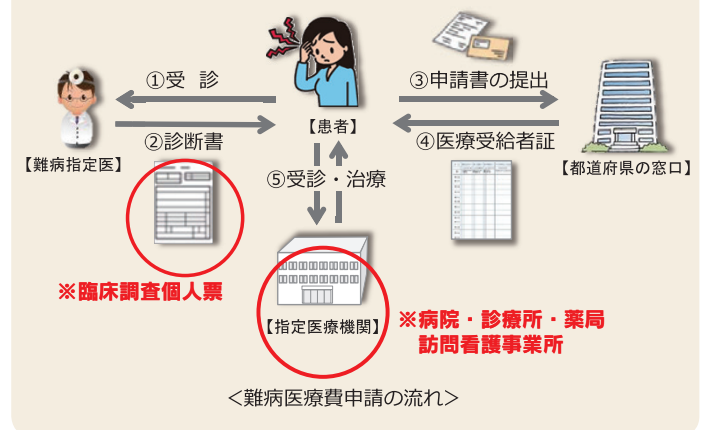 ①受 診
③申請書の提出
【患者】
②診断書
④医療受給者証
【難病指定医】
【都道府県の窓口】
⑤受診・治療
※臨床調査個人票
【指定医療機関】
※病院・診療所・薬局
訪問看護事業所
＜難病医療費申請の流れ＞